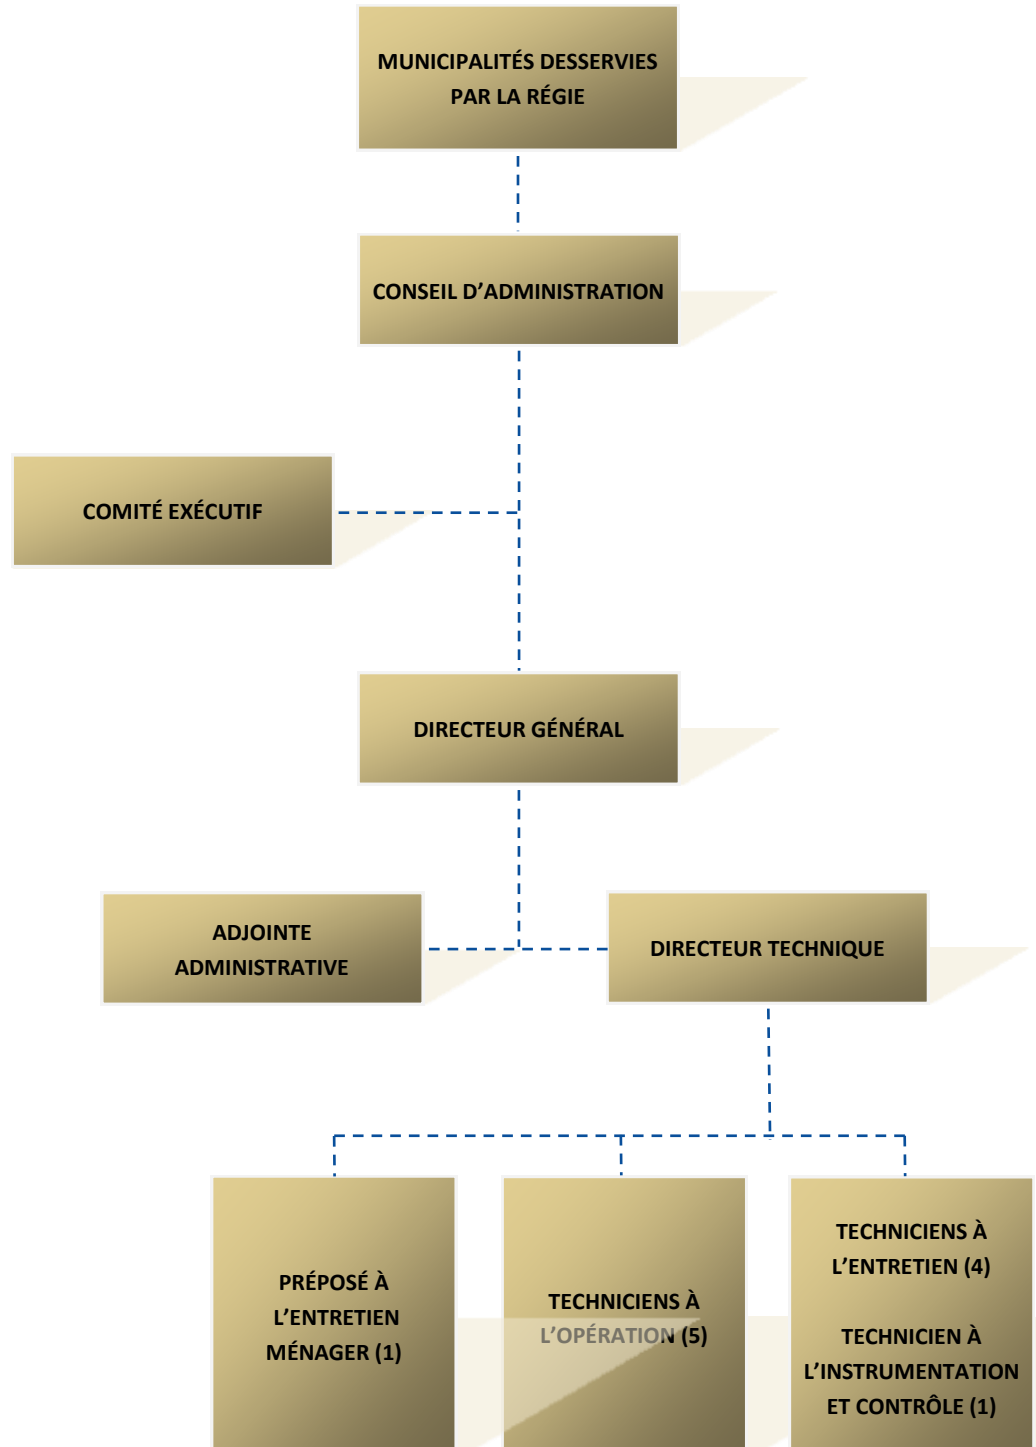 MUNICIPALITÉS DESSERVIES
PAR LA RÉGIE
CONSEIL D’ADMINISTRATION
COMITÉ EXÉCUTIF
DIRECTEUR GÉNÉRAL
ADJOINTE
ADMINISTRATIVE
DIRECTEUR TECHNIQUE
PRÉPOSÉ À
L’ENTRETIEN
MÉNAGER (1)
TECHNICIENS À
L’OPÉRATION (5)
TECHNICIENS À
L’ENTRETIEN (4)
TECHNICIEN À
L’INSTRUMENTATION
ET CONTRÔLE (1)